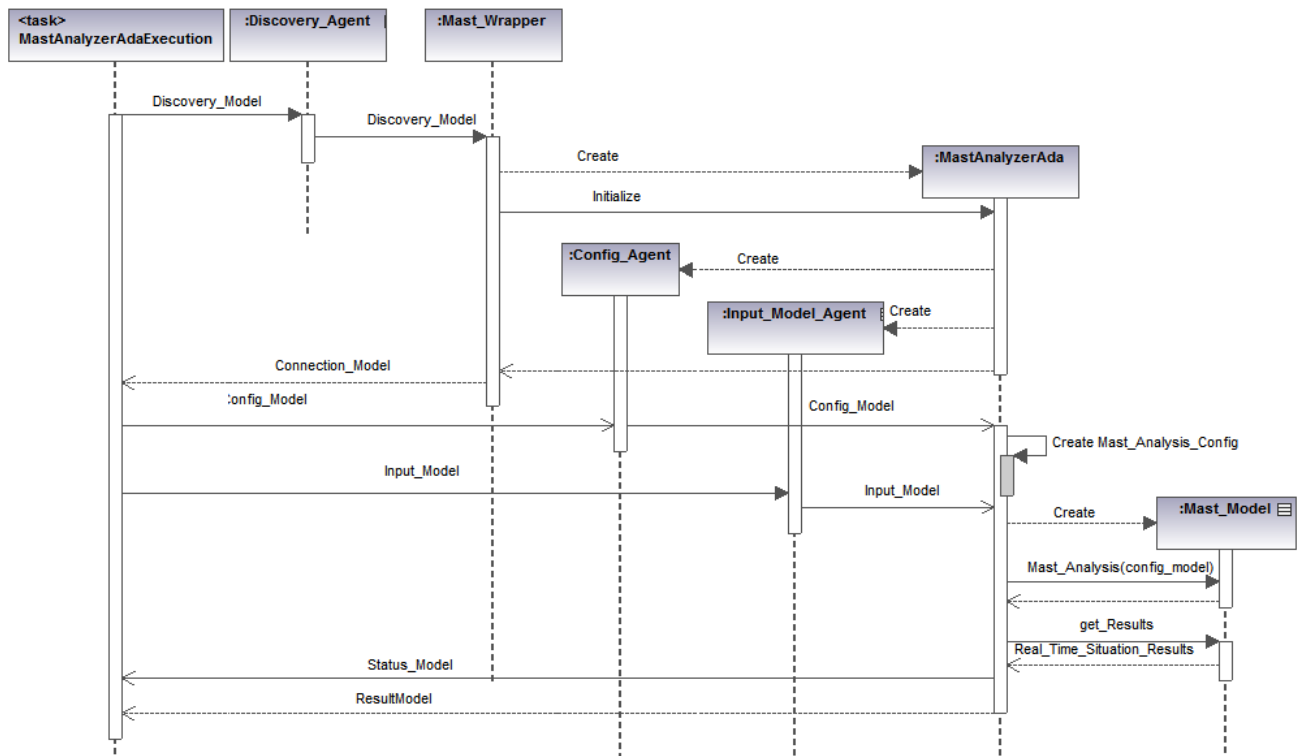 <task>
MastAnalyzerAdaExecution
:Discovery_Agent
:Mast_Wrapper
Discovery_Model
Discovery_Model
Create
:MastAnalyzerAda
Initialize
:Config_Agent
Create
:Input_Model_Agent
Create
Connection_Model
:onfig_Model
Config_Model
Create Mast_Analysis_Config
Input_Model
Input_Model
Create
:Mast_Model
Mast_Analysis(config_model)
get_Results
Real_Time_Situation_Results
Status_Model
ResultModel